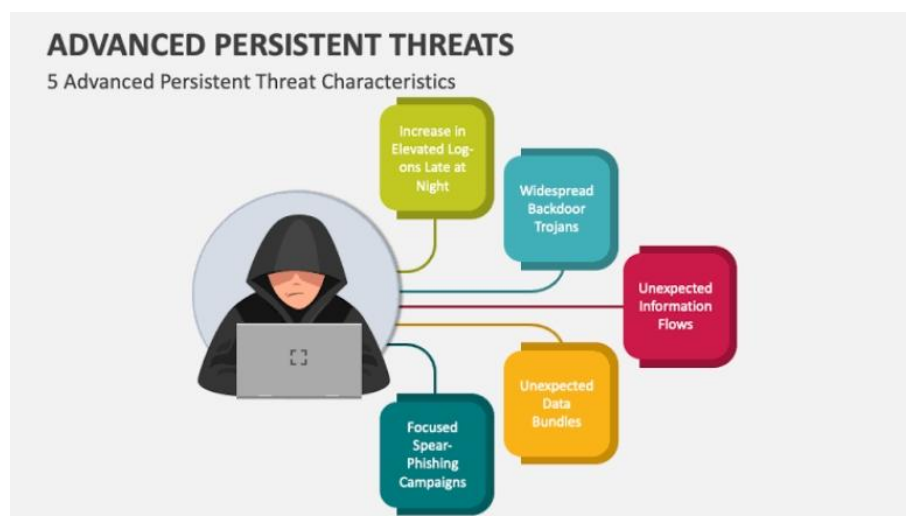 ADVANCED PERSISTENT THREATS
5 Advanced Persistent Threat Characteristics
Increase in
Elevated Log-
ons Late at
Night
Widespread
Backdoor
Trojans
Unexpected
Information
Flows
Unexpected
Data
Bundles
Focused
Spear-
Phishing
Campaigns